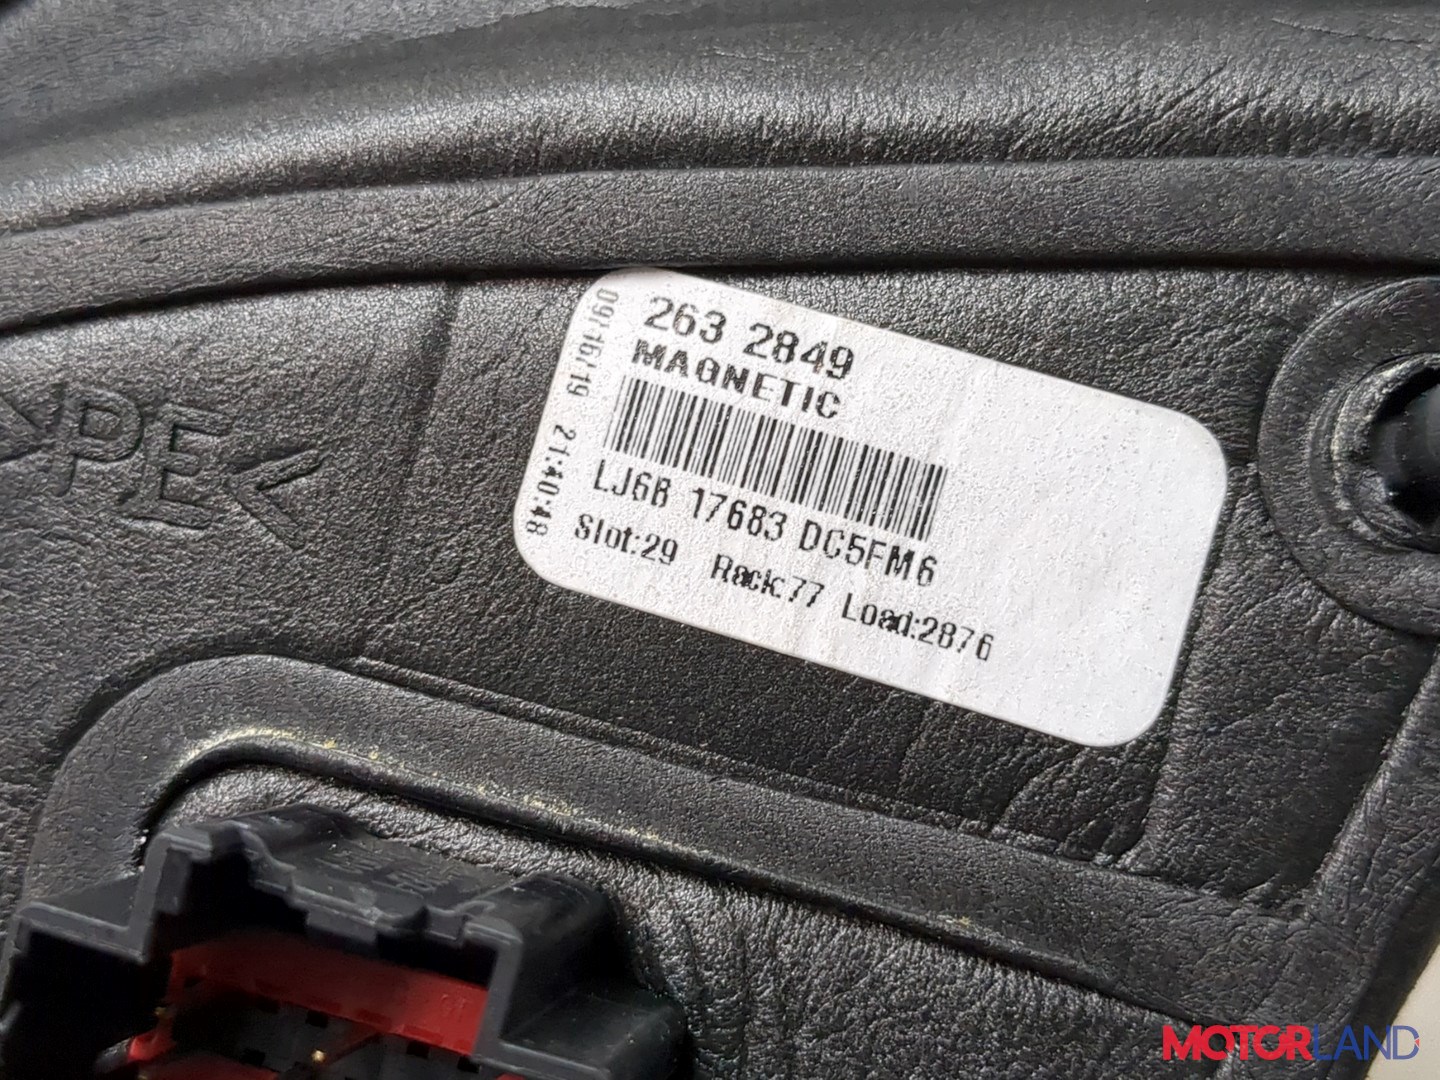 263 2849
MAGNETIC
LJ6B 17683 DC5FM6
Slot:29 Rack:77 Load:2876
09/16/19 21:40:48
>PE<
MOTORLAND